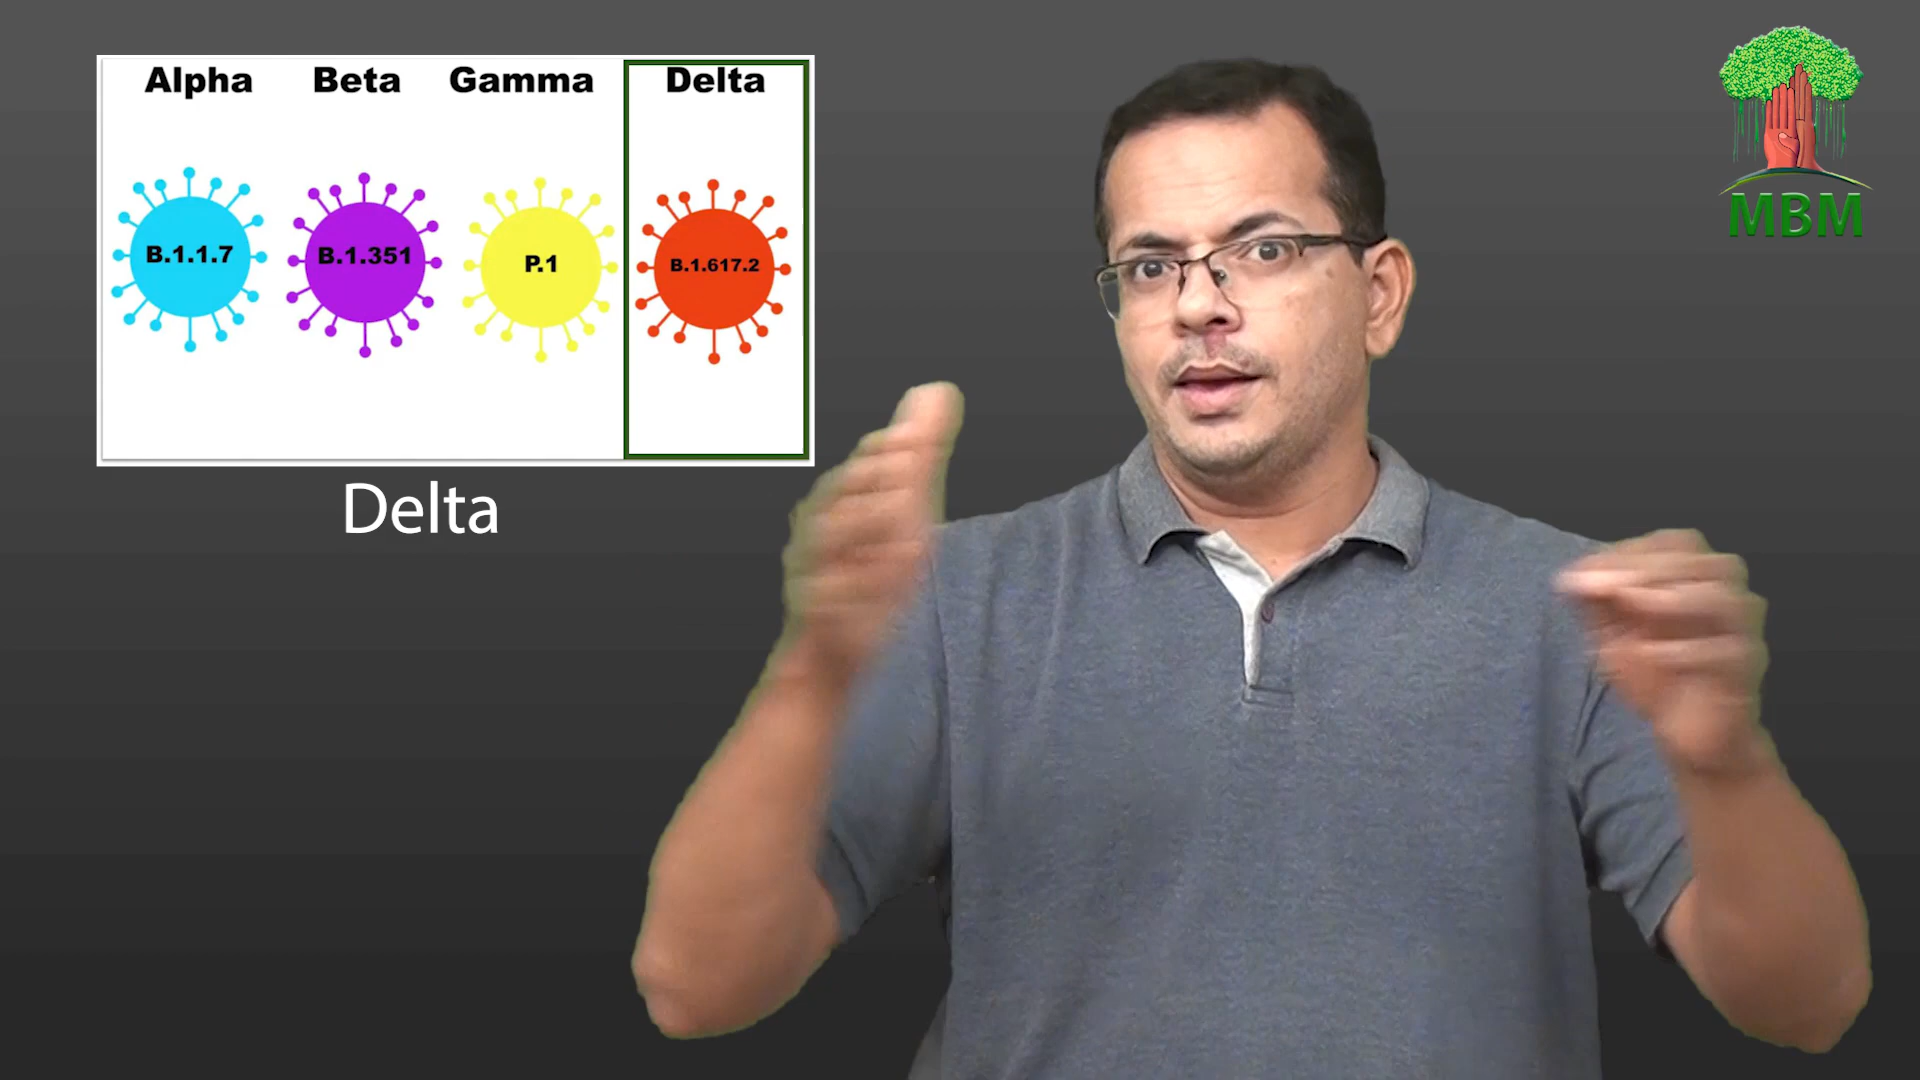 Alpha Beta Gamma Delta
B.1.1.7 B.1.351 P.1 B.1.617.2
Delta
MBM